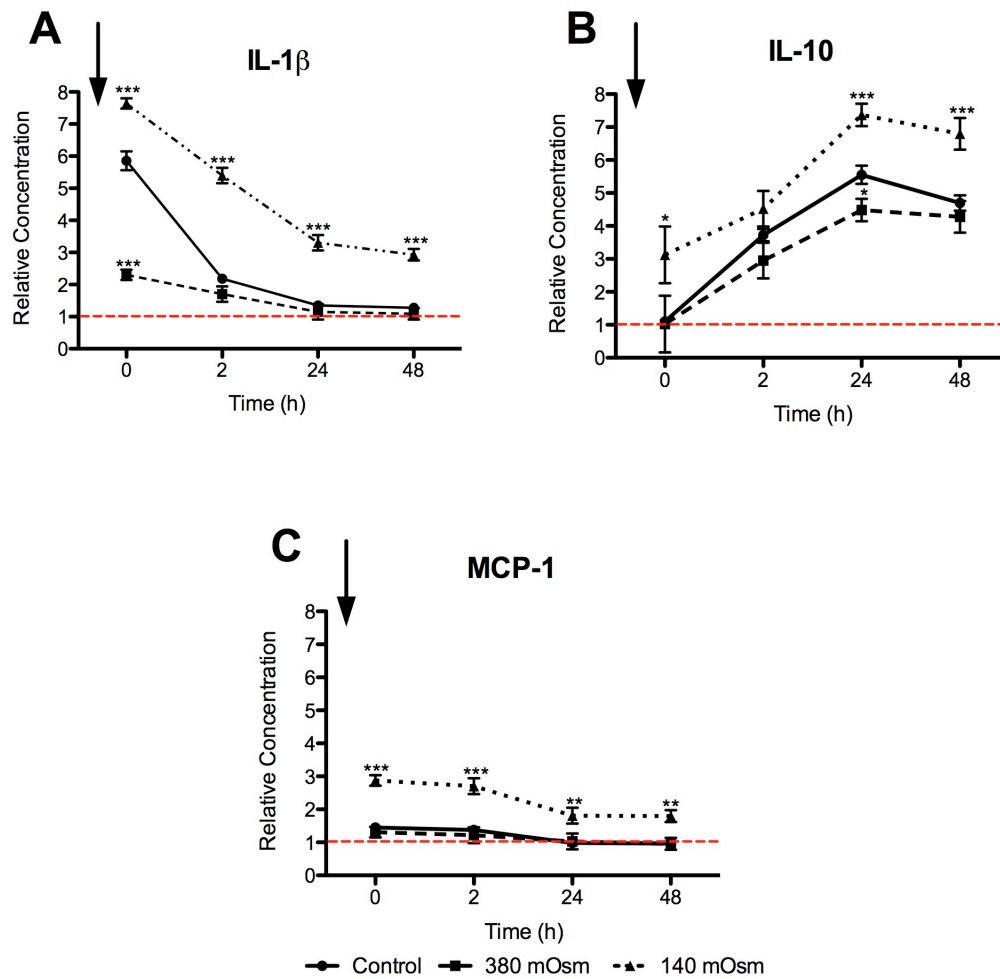 A
IL-1β
Relative Concentration
8
7
6
5
4
3
2
1
0
***
***
***
***
***
0 2 24 48
Time (h)
B
IL-10
Relative Concentration
8
7
6
5
4
3
2
1
0
*
***
***
*
0 2 24 48
Time (h)
C
MCP-1
Relative Concentration
8
7
6
5
4
3
2
1
0
***
***
**
**
0 2 24 48
Time (h)
Control 380 mOsm 140 mOsm